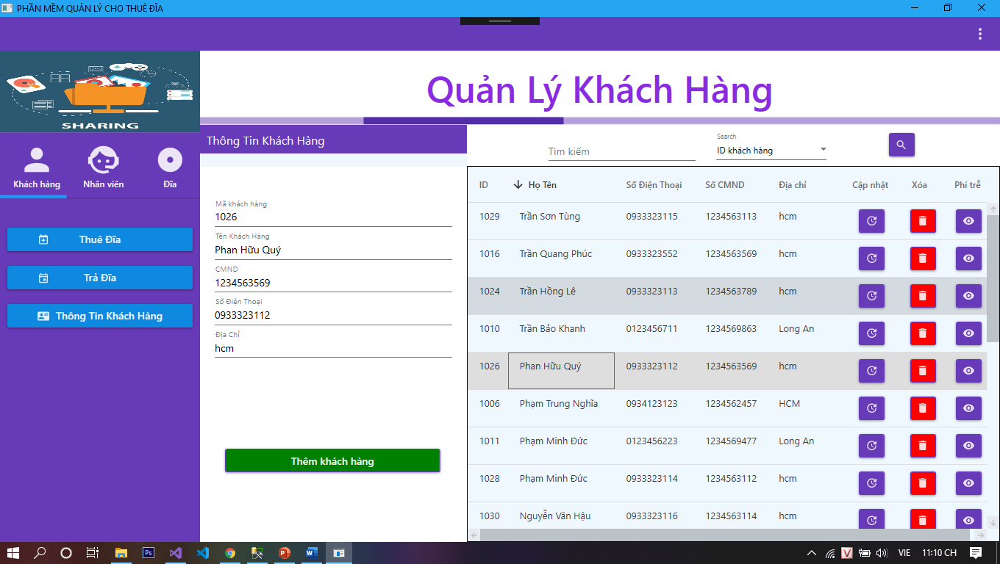 PHẦN MỀM QUẢN LÝ CHO THUÊ ĐĨA
SHARING
Khách hàng Nhân viên Đĩa
Thuê Đĩa
Trả Đĩa
Thông Tin Khách Hàng
Quản Lý Khách Hàng
Thông Tin Khách Hàng
Mã khách hàng
1026
Tên Khách Hàng
Phan Hữu Quý
CMND
1234563569
Số Điện Thoại
0933323112
Địa Chỉ
hcm
Thêm khách hàng
Tìm kiếm
Search
ID khách hàng
ID Họ Tên Số Điện Thoại Số CMND Địa chỉ Cập nhật Xóa Phí trễ
1029 Trần Sơn Tùng 0933323115 1234563113 hcm
1016 Trần Quang Phúc 0933323552 1234563569 hcm
1024 Trần Hồng Lê 0933323113 1234563789 hcm
1010 Trần Bảo Khanh 0123456711 1234569863 Long An
1026 Phan Hữu Quý 0933323112 1234563569 hcm
1006 Phạm Trung Nghĩa 0934123123 1234562457 HCM
1011 Phạm Minh Đức 0123456223 1234569477 Long An
1028 Phạm Minh Đức 0933323114 1234563112 hcm
1030 Nguyễn Văn Hậu 0933323116 1234563114 hcm
Ps V VIE 11:10 CH